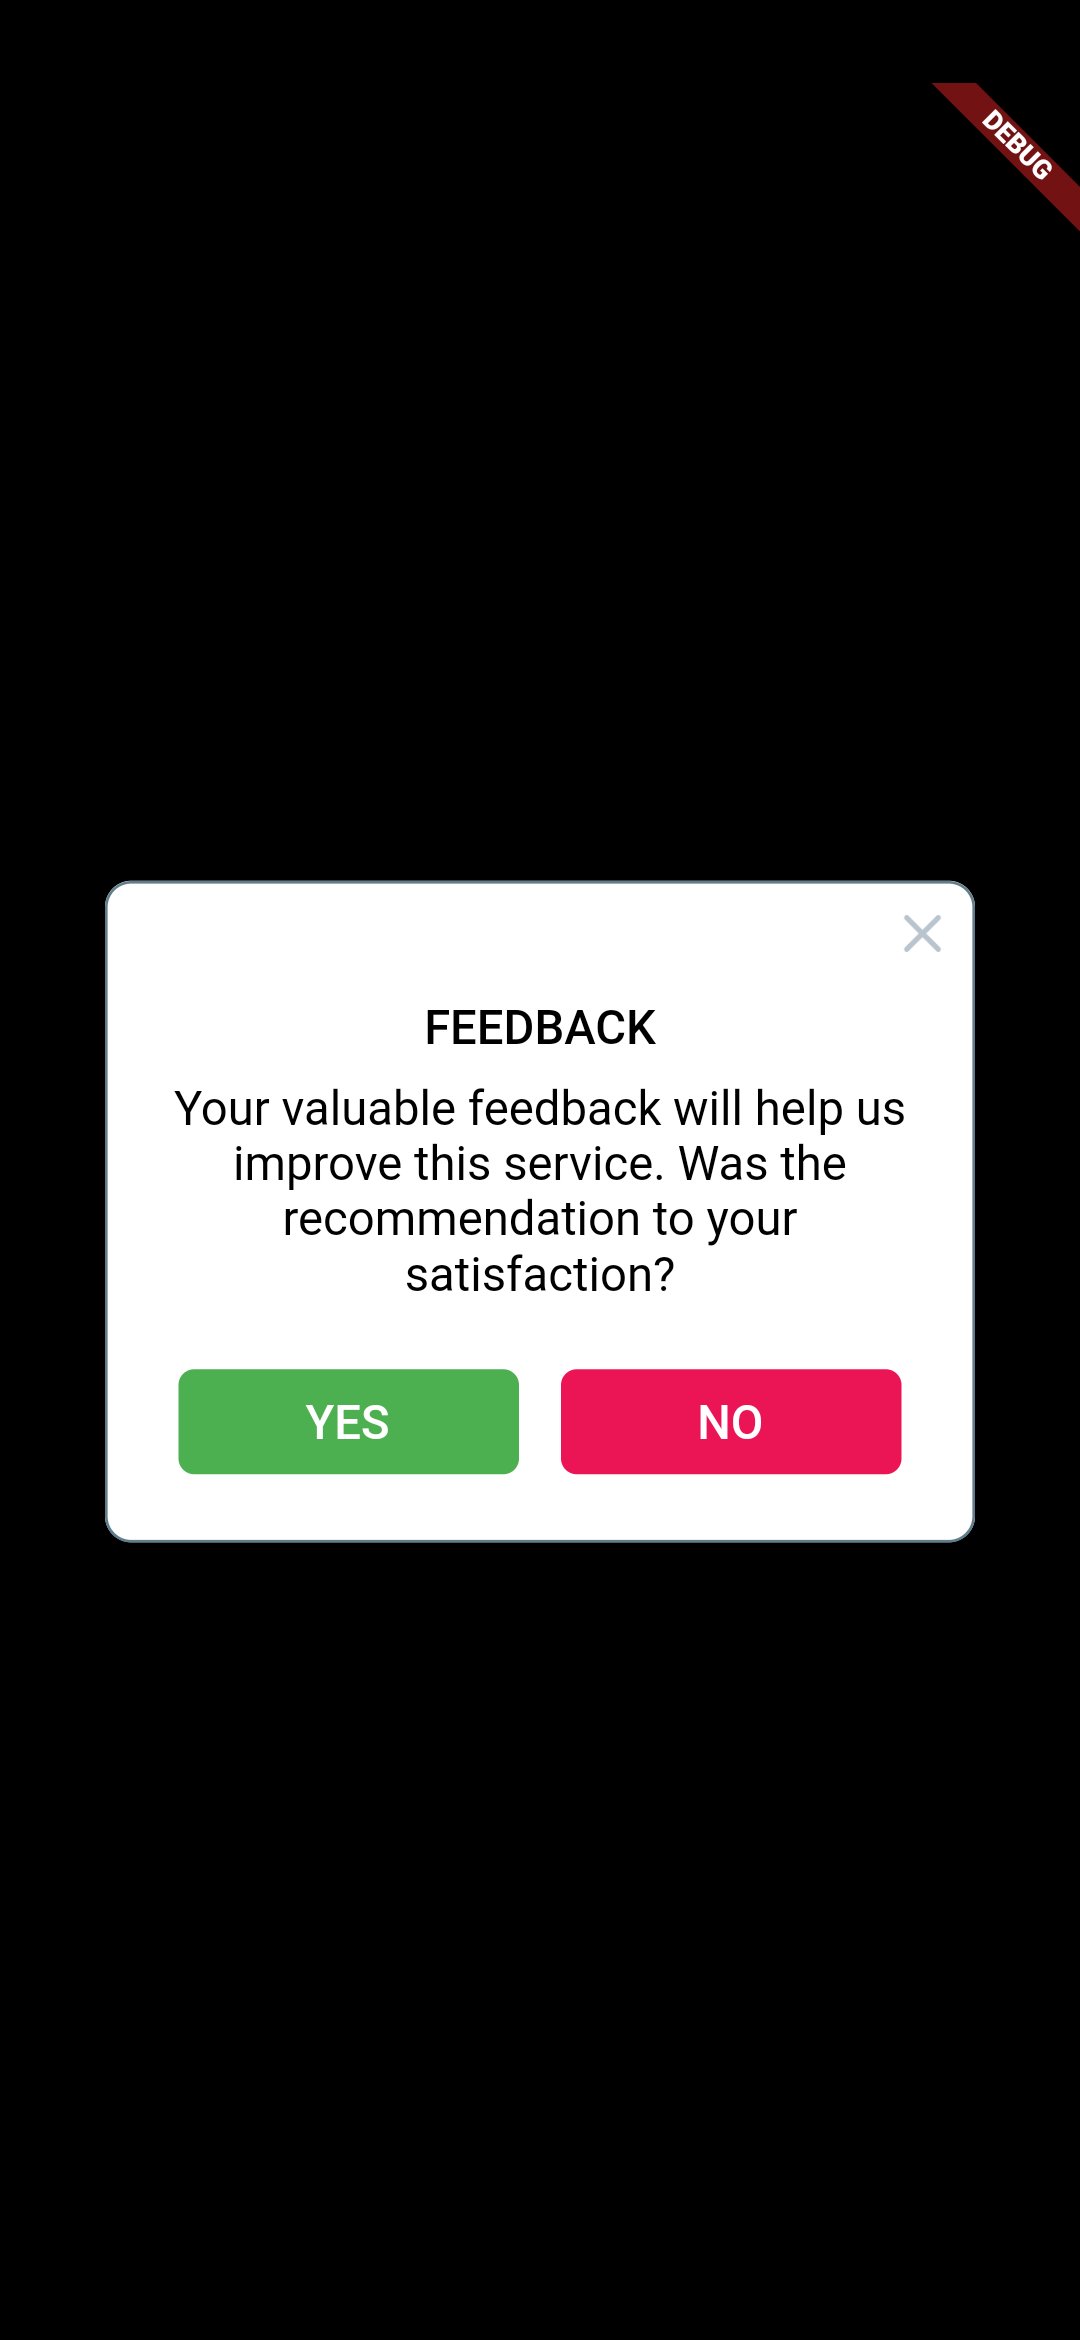 DEBUG
FEEDBACK
Your valuable feedback will help us
improve this service. Was the
recommendation to your
satisfaction?
YES
NO